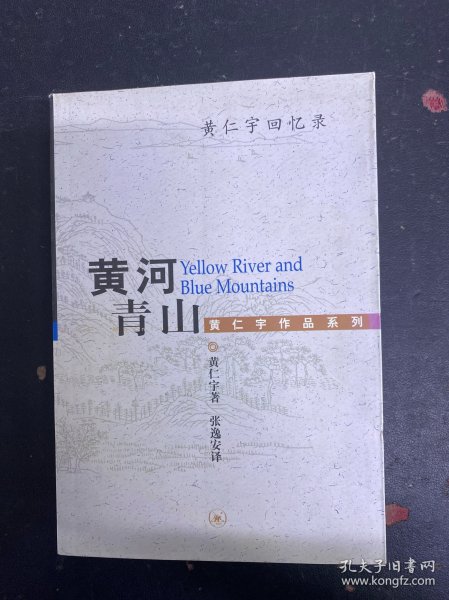 黄仁宇回忆录
黄河
Yellow River and
Blue Mountains
青山
黄仁宇作品系列
黄仁宇著
张逸安译
孔夫子旧书网
www.kongfz.com